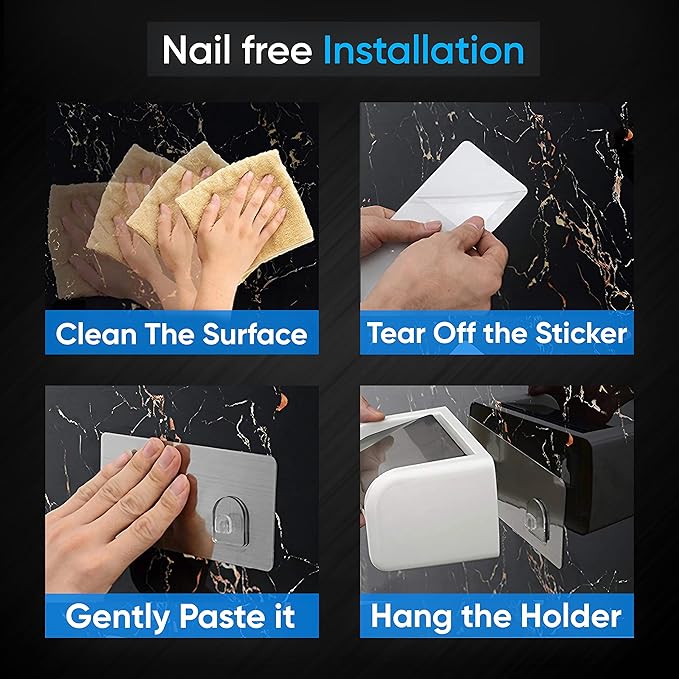 Nail free Installation
Clean The Surface
Tear Off the Sticker
Gently Paste it
Hang the Holder